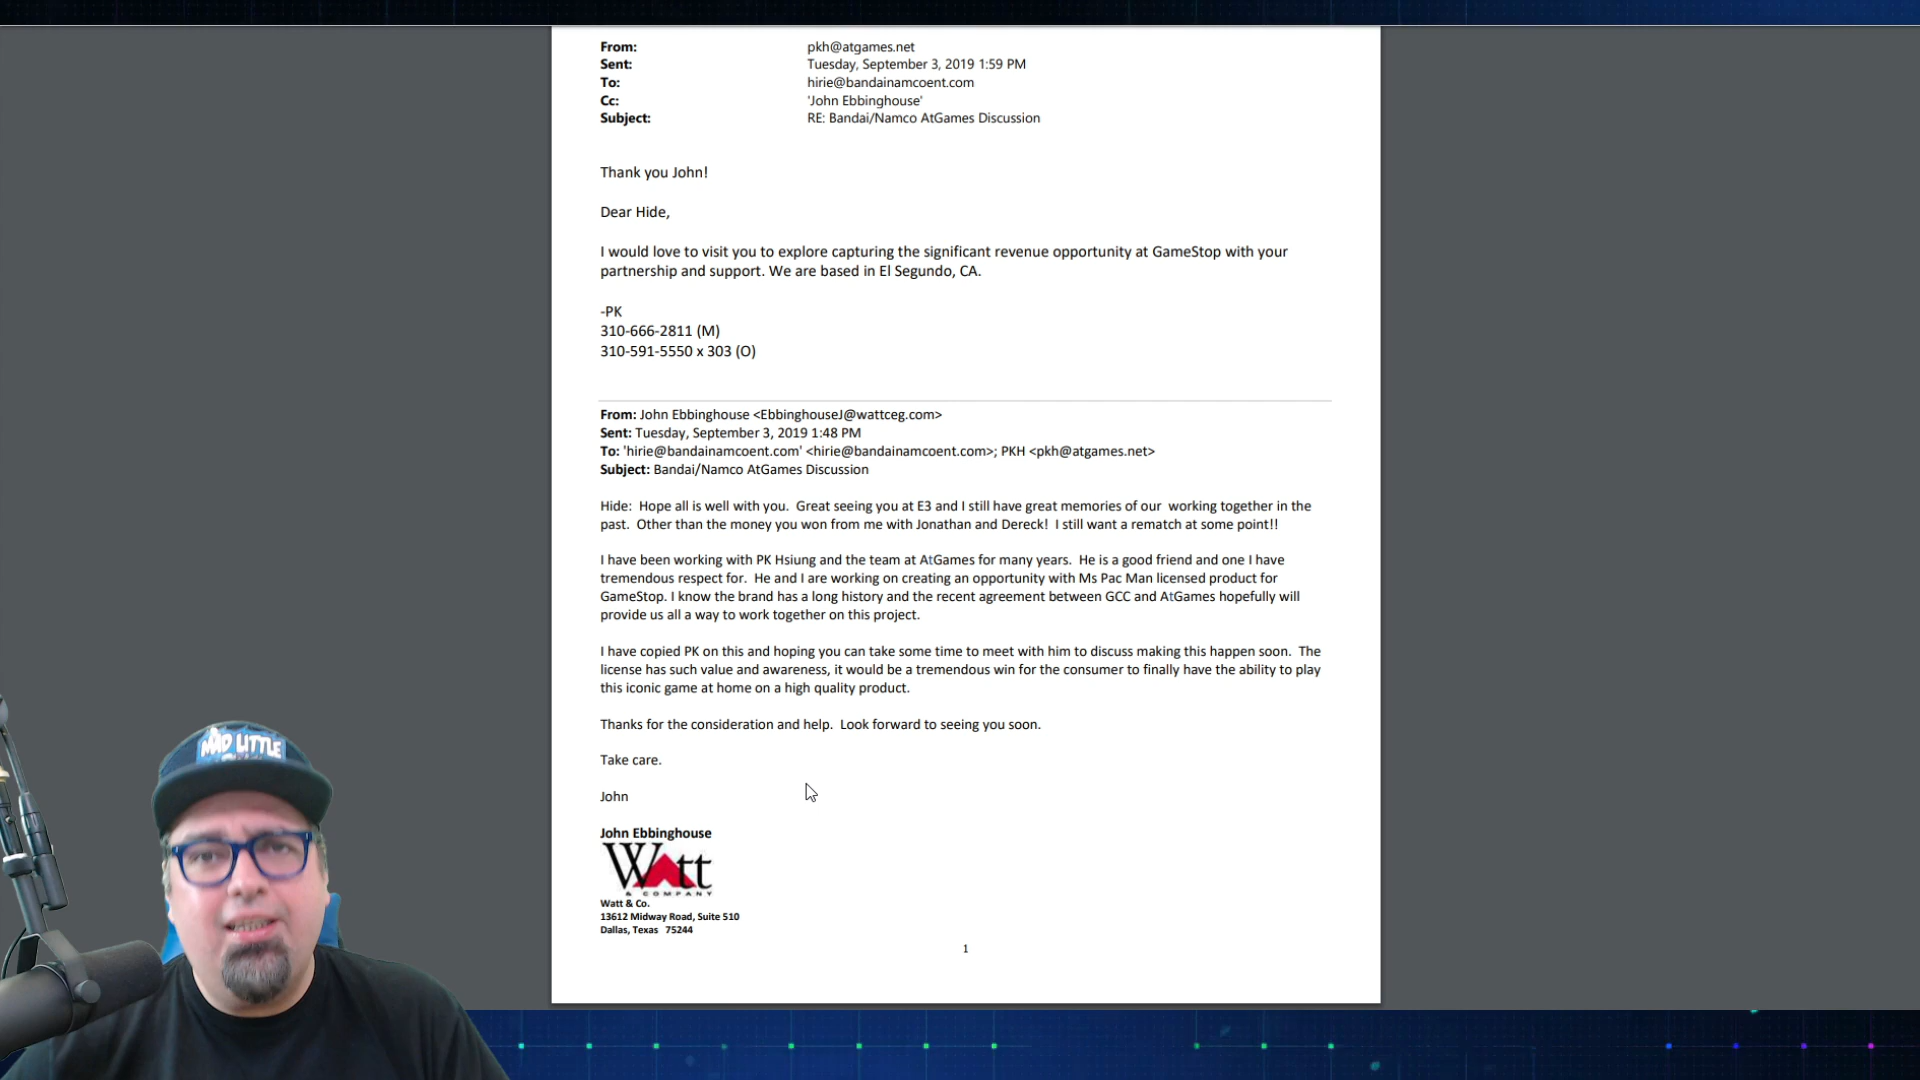 From: pkh@atgames.net
Sent: Tuesday, September 3, 2019 1:59 PM
To: hirie@bandainamcoent.com
Cc: 'John Ebbinghouse'
Subject: RE: Bandai/Namco AtGames Discussion
Thank you John!
Dear Hide,
I would love to visit you to explore capturing the significant revenue opportunity at GameStop with your
partnership and support. We are based in El Segundo, CA.
-PK
310-666-2811 (M)
310-591-5550 x 303 (O)
From: John Ebbinghouse <EbbinghouseJ@wattceg.com>
Sent: Tuesday, September 3, 2019 1:48 PM
To: 'hirie@bandainamcoent.com' <hirie@bandainamcoent.com>; PKH <pkh@atgames.net>
Subject: Bandai/Namco AtGames Discussion
Hide:  Hope all is well with you.  Great seeing you at E3 and I still have great memories of our  working together in the
past.  Other than the money you won from me with Jonathan and Dereck!  I still want a rematch at some point!!
I have been working with PK Hsiung and the team at AtGames for many years.  He is a good friend and one I have
tremendous respect for.  He and I are working on creating an opportunity with Ms Pac Man licensed product for
GameStop. I know the brand has a long history and the recent agreement between GCC and AtGames hopefully will
provide us all a way to work together on this project.
I have copied PK on this and hoping you can take some time to meet with him to discuss making this happen soon.  The
license has such value and awareness, it would be a tremendous win for the consumer to finally have the ability to play
this iconic game at home on a high quality product.
Thanks for the consideration and help.  Look forward to seeing you soon.
Take care.
John
John Ebbinghouse
Watt
& COMPANY
Watt & Co.
13612 Midway Road, Suite 510
Dallas, Texas  75244
1
MAD LITTLE